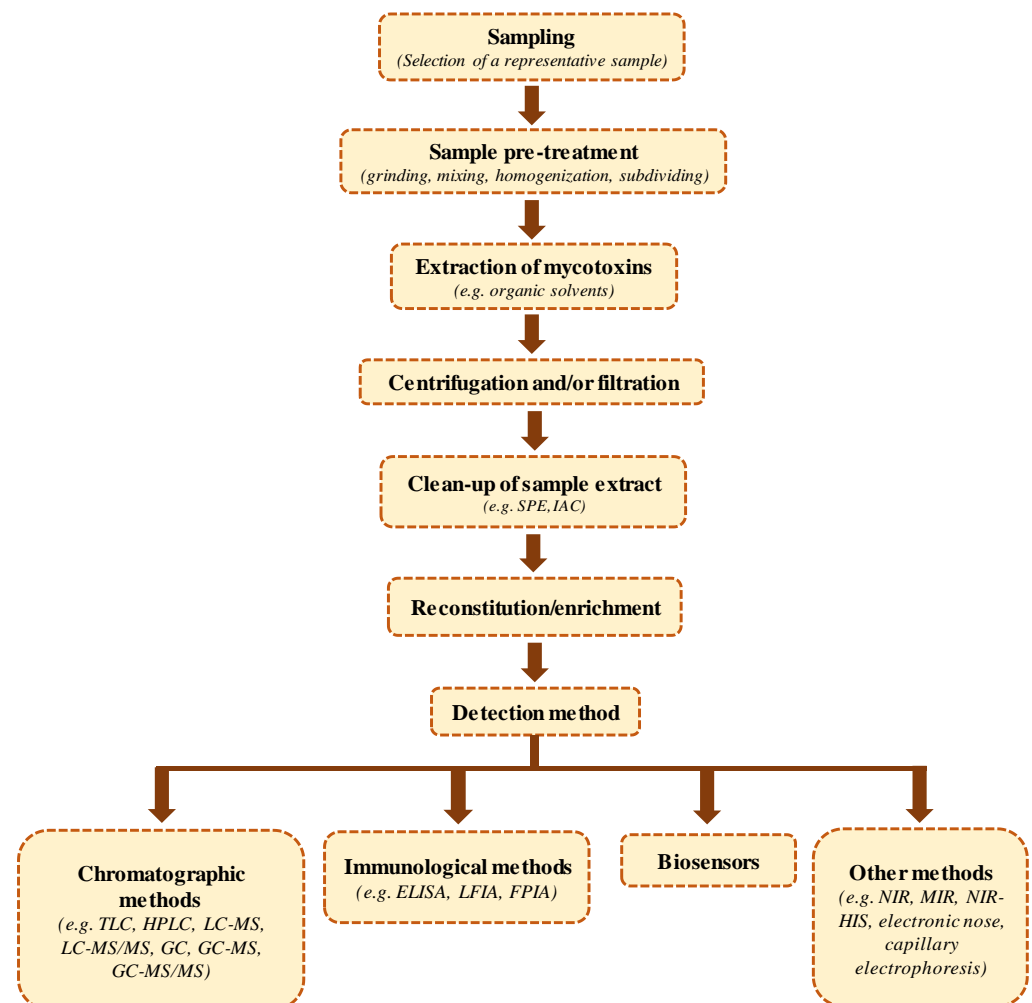 Sampling
(Selection of a representative sample)
Sample pre-treatment
(grinding, mixing, homogenization, subdividing)
Extraction of mycotoxins
(e.g. organic solvents)
Centrifugation and/or filtration
Clean-up of sample extract
(e.g. SPE, IAC)
Reconstitution/enrichment
Detection method
Chromatographic
methods
(e.g. TLC, HPLC, LC-MS,
LC-MS/MS, GC, GC-MS,
GC-MS/MS)
Immunological methods
(e.g. ELISA, LFIA, FPIA)
Biosensors
Other methods
(e.g. NIR, MIR, NIR-
HIS, electronic nose,
capillary
electrophoresis)